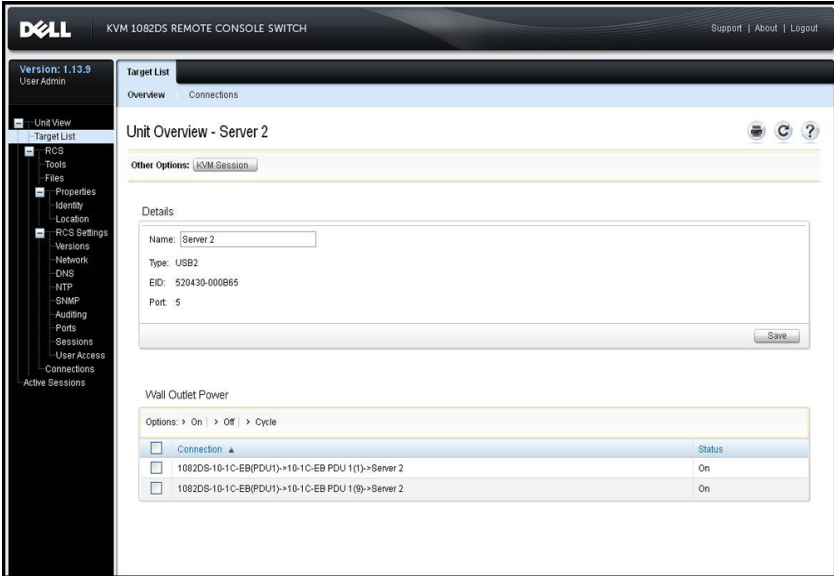 DELL
KVM 1082DS REMOTE CONSOLE SWITCH
Support | About | Logout
Version: 1.13.9
User Admin
Unit View
Target List
RCS
Tools
Files
Properties
Identity
Location
RCS Settings
Versions
Network
DNS
NTP
SNMP
Auditing
Ports
Sessions
User Access
Connections
Active Sessions
Target List
Overview Connections
Unit Overview - Server 2
Other Options: KVM Session
Details
Name: Server 2
Type: USB2
EID: 520430-000B65
Port: 5
Save
Wall Outlet Power
Options: > On | > Off | > Cycle
Connection ▲ Status
1082DS-10-1C-EB(PDU1)->10-1C-EB PDU 1(1)->Server 2 On
1082DS-10-1C-EB(PDU1)->10-1C-EB PDU 1(9)->Server 2 On